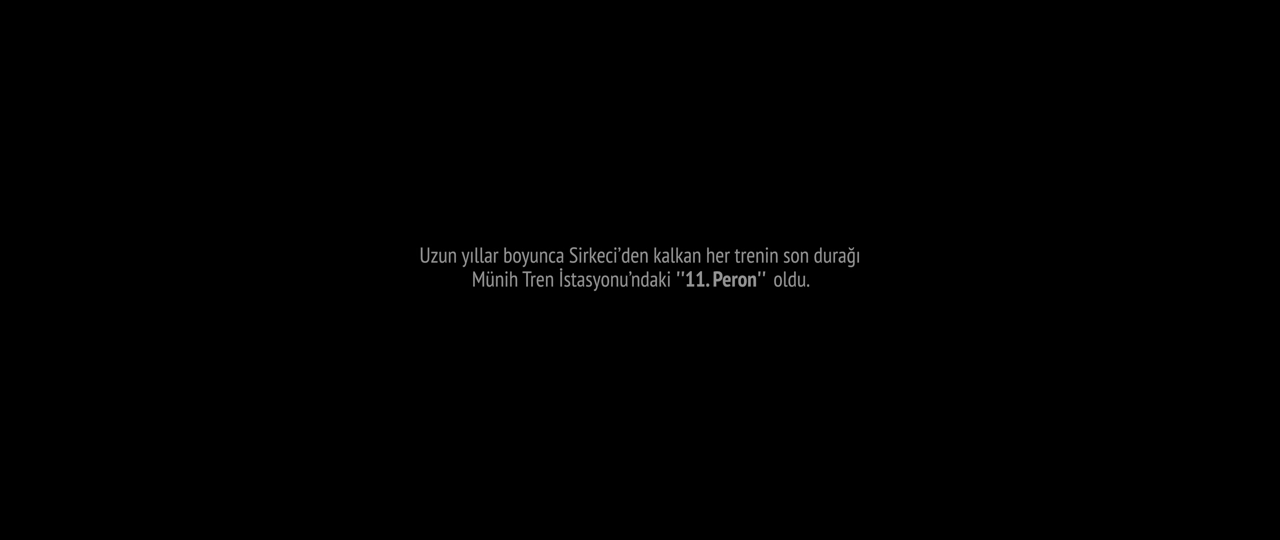 Uzun yıllar boyunca Sirkeci'den kalkan her trenin son durağı
Münih Tren İstasyonu'ndaki ''11. Peron'' oldu.